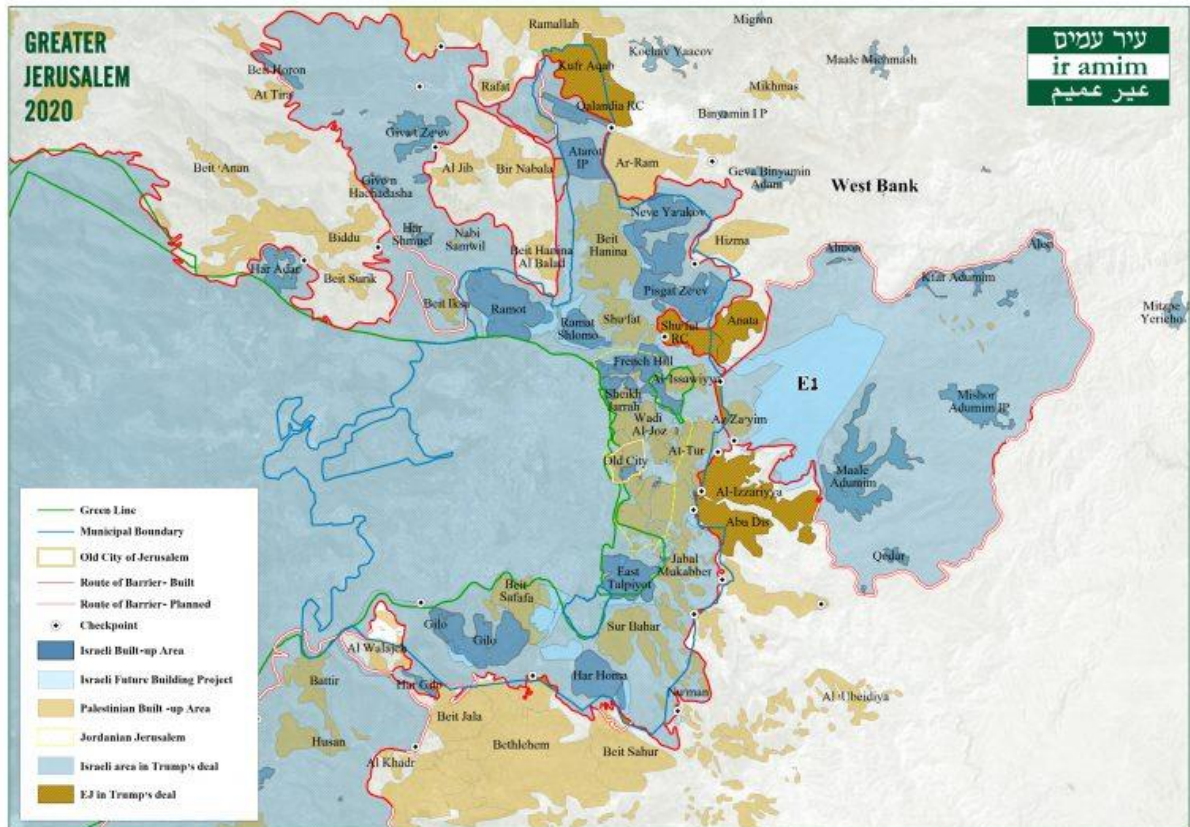 GREATER
JERUSALEM
2020
עיר עמים
ir amim
عير عميم
Ramallah
Migron
Kochav Yaacov
Maale Michmash
Beit Horon
At Tira
Rafat
Kufr Aqab
Qalandia RC
Mikhmas
Binyamin I P
Giva't Ze'ev
Atarot
IP
Ar-Ram
Beit 'Anan
Al Jib
Bir Nabala
Geva Binyamin
Adam
West Bank
Givo'n
Hachadasha
Neve Ya'akov
Biddu
Har
Shmuel
Nabi
Samwil
Beit Hanina
Al Balad
Beit
Hanina
Hizma
Almon
Alon
Har Adar
Beit Surik
Kfar Adumim
Pisgat Ze'ev
Mitzpe
Yericho
Beit Iksa
Ramot
Ramat
Shlomo
Shu'fat
Shu'fat
RC
Anata
French Hill
Al-Issawiyya
E1
Sheikh
Jarrah
Mishor
Adumim IP
Wadi
Al-Joz
Az/Za'yim
Old City
At-Tur
Maale
Adumim
Al-Izzariyya
Abu Dis
Qedar
East
Talpiyot
Jabal
Mukabher
Beit
Safafa
Gilo
Gilo
Sur Bahar
Al Walajeh
Battir
Har Gilo
Har Homa
Nu'man
Al 'Ubeidiya
Beit Jala
Bethlehem
Beit Sahur
Husan
Al Khadr
Green Line
Municipal Boundary
Old City of Jerusalem
Route of Barrier- Built
Route of Barrier- Planned
Checkpoint
Israeli Built-up Area
Israeli Future Building Project
Palestinian Built -up Area
Jordanian Jerusalem
Israeli area in Trump's deal
EJ in Trump's deal